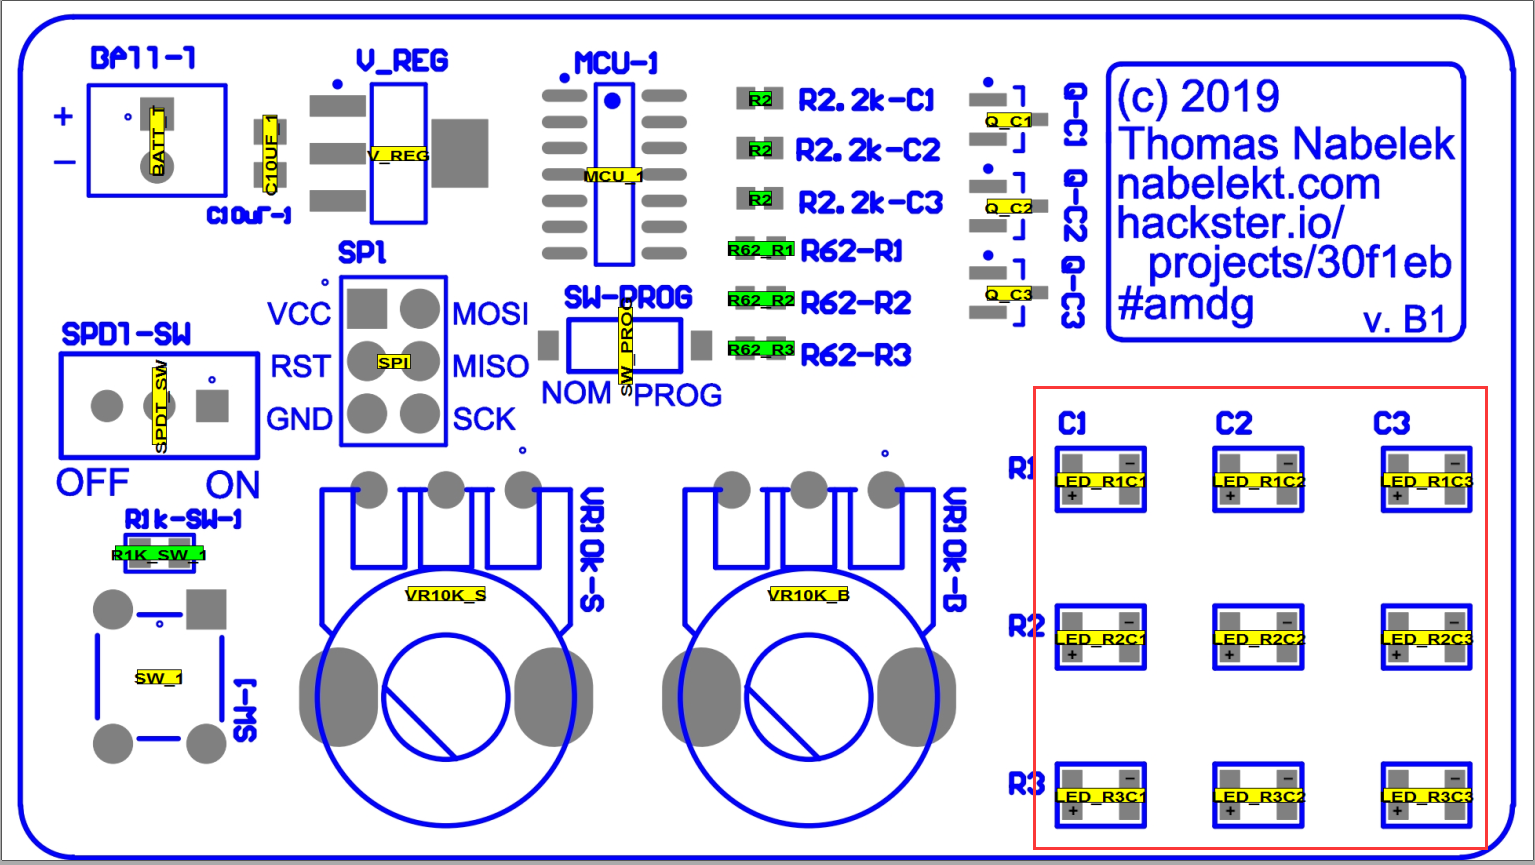 BATT-1
V_REG
MCU-1
+
BATT_1
−
C10UF_1
C10uF-1
V_REG
MCU_1
R2
R2.2k-C1
R2
R2.2k-C2
R2
R2.2k-C3
R62_R1
R62-R1
R62_R2
R62-R2
R62_R3
R62-R3
Q_C1
Q-C1
Q_C2
Q-C2
Q_C3
Q-C3
(c) 2019
Thomas Nabelek
nabelekt.com
hackster.io/
projects/30f1eb
#amdg
v. B1
SPI
VCC
MOSI
RST
SPI
MISO
GND
SCK
SW-PROG
SW_PROG
NOM
PROG
SPDT-SW
SPDT_SW
OFF
ON
R1k-SW-1
R1K_SW_1
SW_1
SW-1
VR10K_S
VR10k-S
VR10K_B
VR10k-B
C1
C2
C3
R1
−
−
−
LED_R1C1
LED_R1C2
LED_R1C3
+
+
+
R2
−
−
−
LED_R2C1
LED_R2C2
LED_R2C3
+
+
+
R3
−
−
−
LED_R3C1
LED_R3C2
LED_R3C3
+
+
+